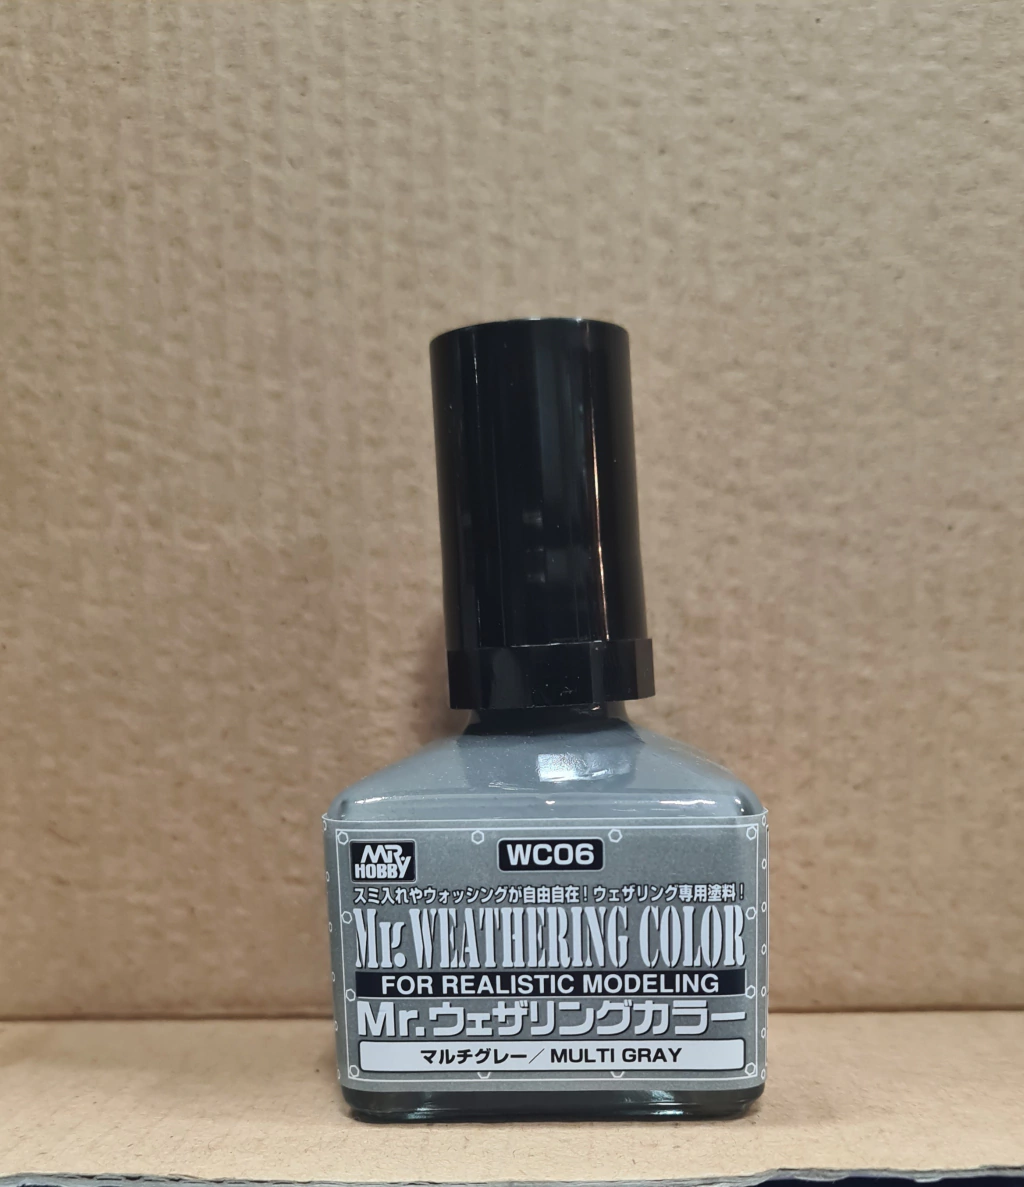 MR HOBBY
WC06
スミ入れやウォッシングが自由自在！ウェザリング専用塗料！
Mr. WEATHERING COLOR
FOR REALISTIC MODELING
Mr.ウェザリングカラー
マルチグレー／MULTI GRAY